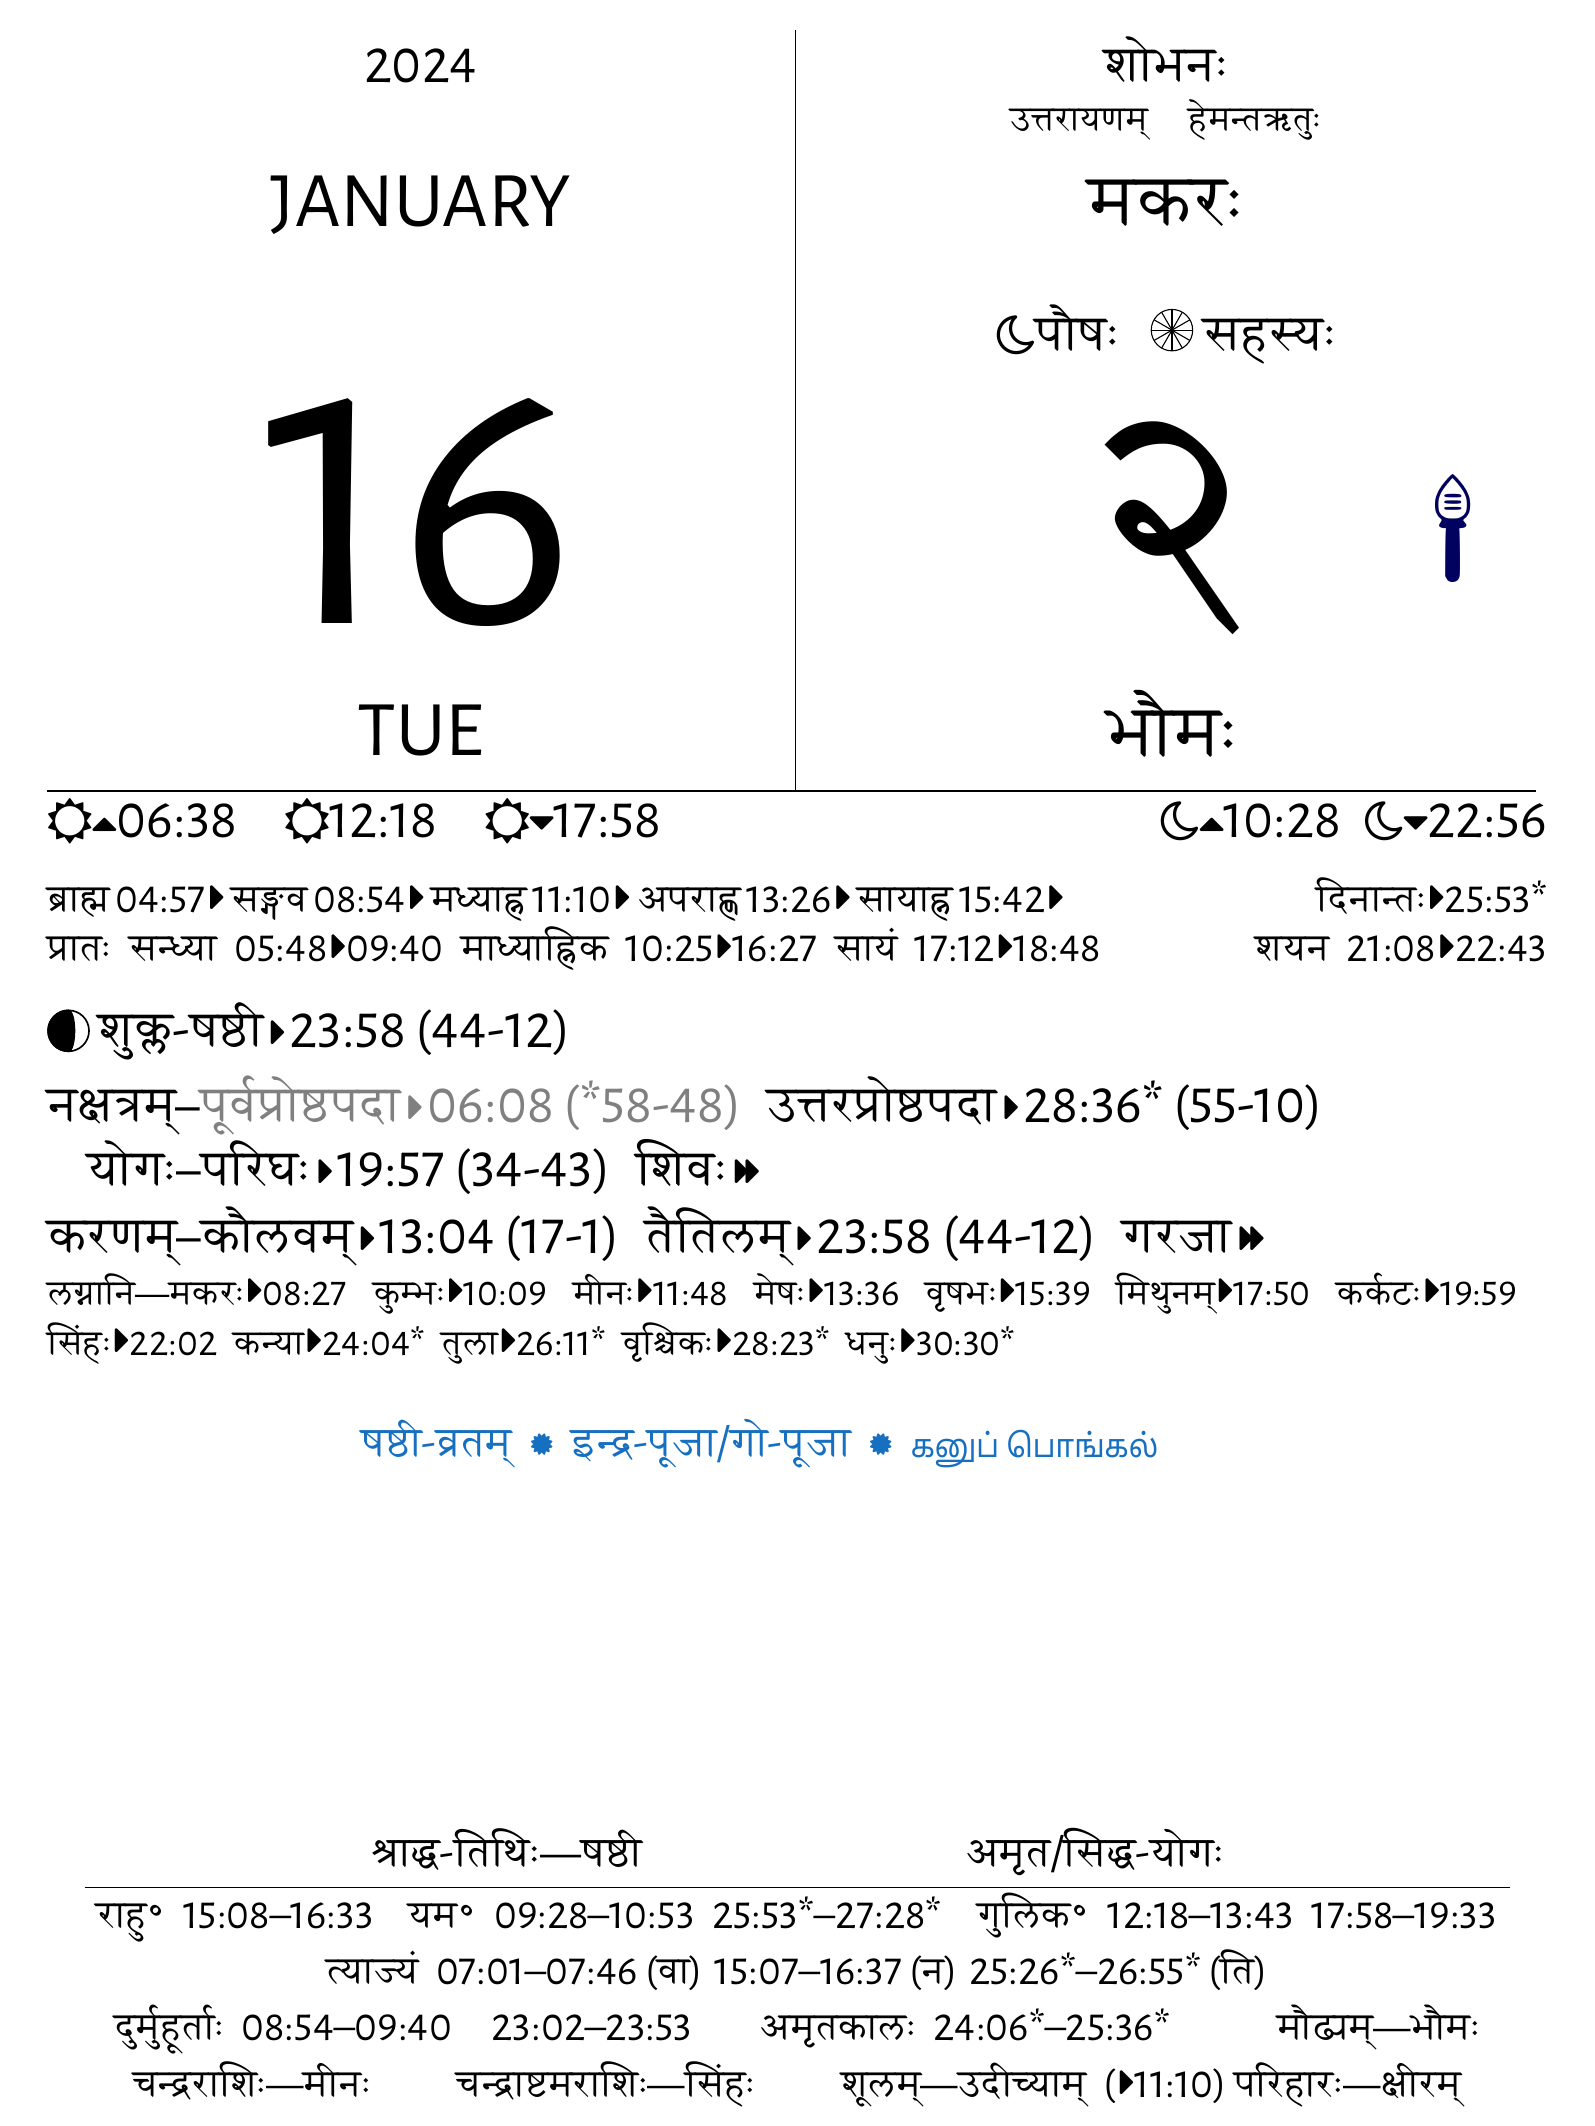 2024
JANUARY
16
TUE
शोभनः
उत्तरायणम् हेमन्तऋतुः
मकरः
पौषः सहस्यः
२
भौमः
06:38 12:18 17:58 10:28 22:56
ब्राह्म 04:57 सङ्गव 08:54 मध्याह्न 11:10 अपराह्ण 13:26 सायाह्न 15:42 दिनान्तः 25:53*
प्रातः सन्ध्या 05:48 09:40 माध्याह्निक 10:25 16:27 सायं 17:12 18:48 शयन 21:08 22:43
शुक्ल-षष्ठी 23:58 (44-12)
नक्षत्रम्–पूर्वप्रोष्ठपदा 06:08 (*58-48) उत्तरप्रोष्ठपदा 28:36* (55-10)
योगः–परिघः 19:57 (34-43) शिवः
करणम्–कौलवम् 13:04 (17-1) तैतिलम् 23:58 (44-12) गरजा
लग्नानि—मकरः 08:27 कुम्भः 10:09 मीनः 11:48 मेषः 13:36 वृषभः 15:39 मिथुनम् 17:50 कर्कटः 19:59
सिंहः 22:02 कन्या 24:04* तुला 26:11* वृश्चिकः 28:23* धनुः 30:30*
षष्ठी-व्रतम् ✹ इन्द्र-पूजा/गो-पूजा ✹ கனுப் பொங்கல்
श्राद्ध-तिथिः—षष्ठी अमृत/सिद्ध-योगः
राहु॰ 15:08–16:33 यम॰ 09:28–10:53 25:53*–27:28* गुलिक॰ 12:18–13:43 17:58–19:33
त्याज्यं 07:01–07:46 (वा) 15:07–16:37 (न) 25:26*–26:55* (ति)
दुर्मुहूर्ताः 08:54–09:40 23:02–23:53 अमृतकालः 24:06*–25:36* मौढ्यम्—भौमः
चन्द्रराशिः—मीनः चन्द्राष्टमराशिः—सिंहः शूलम्—उदीच्याम् (11:10) परिहारः—क्षीरम्